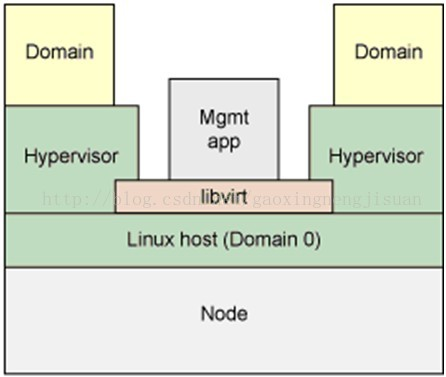 Domain
Domain
Mgmt
app
Hypervisor
Hypervisor
libvirt
Linux host (Domain 0)
Node